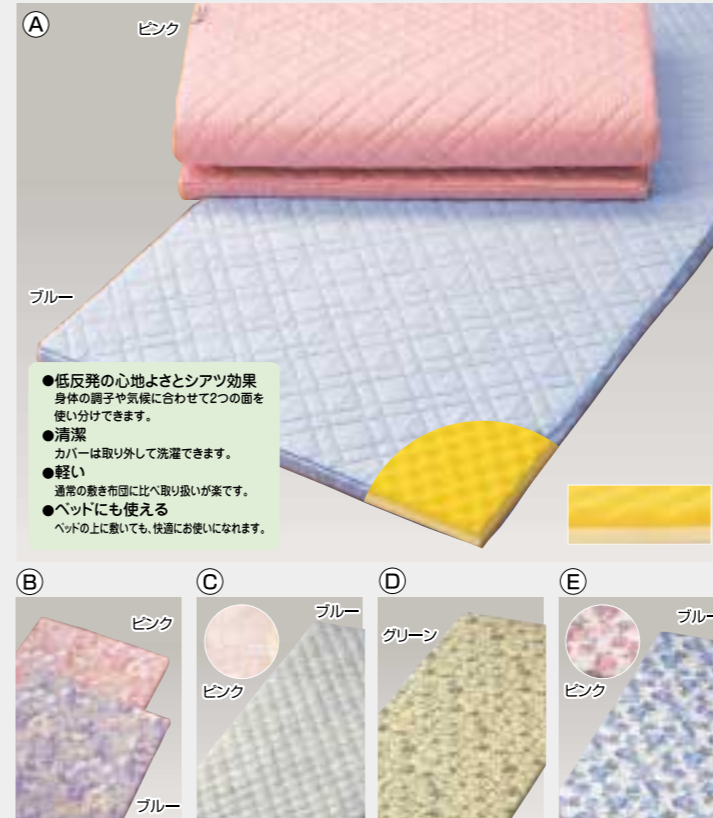 Ⓐ
ピンク
ブルー
●低反発の心地よさとシアツ効果
身体の調子や気候に合わせて2つの面を
使い分けできます。
●清潔
カバーは取り外して洗濯できます。
●軽い
通常の敷き布団に比べ取り扱いが楽です。
●ベッドにも使える
ベッドの上に敷いても、快適にお使いになれます。
Ⓑ
ピンク
ブルー
Ⓒ
ブルー
ピンク
Ⓓ
グリーン
Ⓔ
ブルー
ピンク